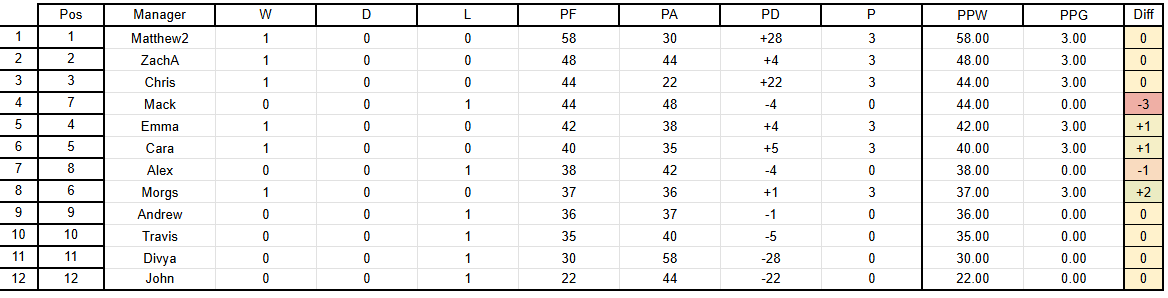 Pos Manager W D L PF PA PD P PPW PPG Diff
1 1 Matthew2 1 0 0 58 30 +28 3 58.00 3.00 0
2 2 ZachA 1 0 0 48 44 +4 3 48.00 3.00 0
3 3 Chris 1 0 0 44 22 +22 3 44.00 3.00 0
4 7 Mack 0 0 1 44 48 -4 0 44.00 0.00 -3
5 4 Emma 1 0 0 42 38 +4 3 42.00 3.00 +1
6 5 Cara 1 0 0 40 35 +5 3 40.00 3.00 +1
7 8 Alex 0 0 1 38 42 -4 0 38.00 0.00 -1
8 6 Morgs 1 0 0 37 36 +1 3 37.00 3.00 +2
9 9 Andrew 0 0 1 36 37 -1 0 36.00 0.00 0
10 10 Travis 0 0 1 35 40 -5 0 35.00 0.00 0
11 11 Divya 0 0 1 30 58 -28 0 30.00 0.00 0
12 12 John 0 0 1 22 44 -22 0 22.00 0.00 0